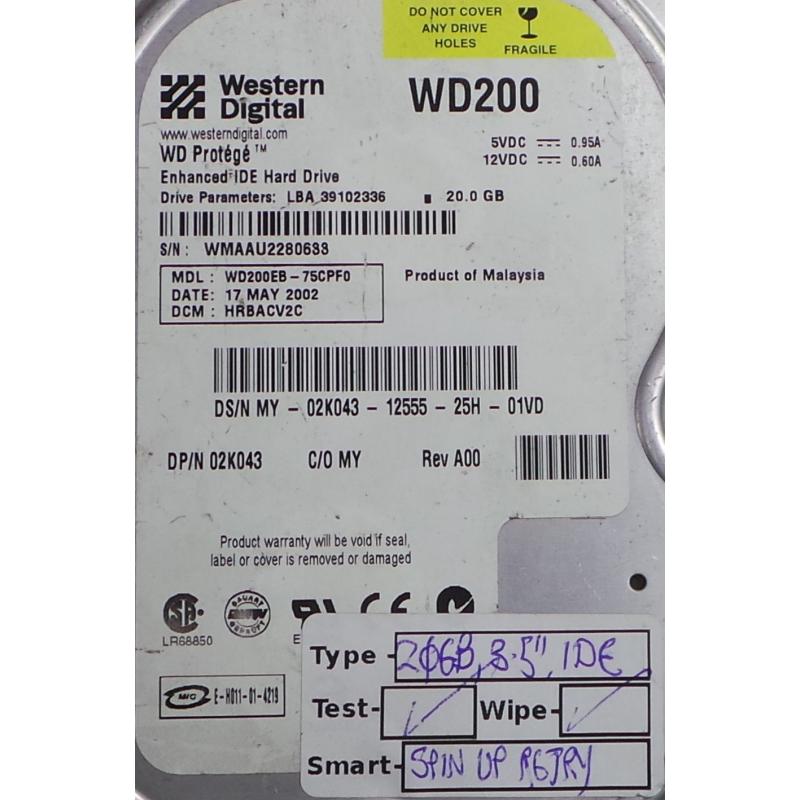 DO NOT COVER
ANY DRIVE
HOLES
FRAGILE
Western
Digital
WD200
www.westerndigital.com
WD Protégé™
Enhanced IDE Hard Drive
5VDC 0.95A
12VDC 0.60A
Drive Parameters: LBA 39102336 ■ 20.0 GB
S/N: WMAAU2280633
MDL: WD200EB-75CPF0
DATE: 17 MAY 2002
DCM: HRBACV2C
Product of Malaysia
DS/N MY - 02K043 - 12555 - 25H - 01VD
DP/N 02K043 C/O MY Rev A00
Product warranty will be void if seal,
label or cover is removed or damaged
LR68850
E-H011-01-4219
Type - 20GB, 3.5", IDE
Test- Wipe-
Smart- SPIN UP RETRY